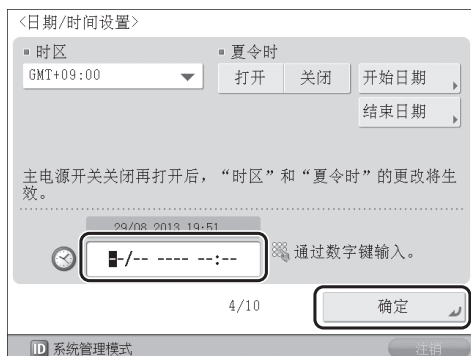 <日期/时间设置>
时区
夏令时
GMT+09:00
打开
关闭
开始日期
结束日期
主电源开关关闭再打开后，“时区”和“夏令时”的更改将生
效。
29/08 2013 19:51
-/-- ---- --:--
通过数字键输入。
4/10
确定
ID 系统管理模式
注销